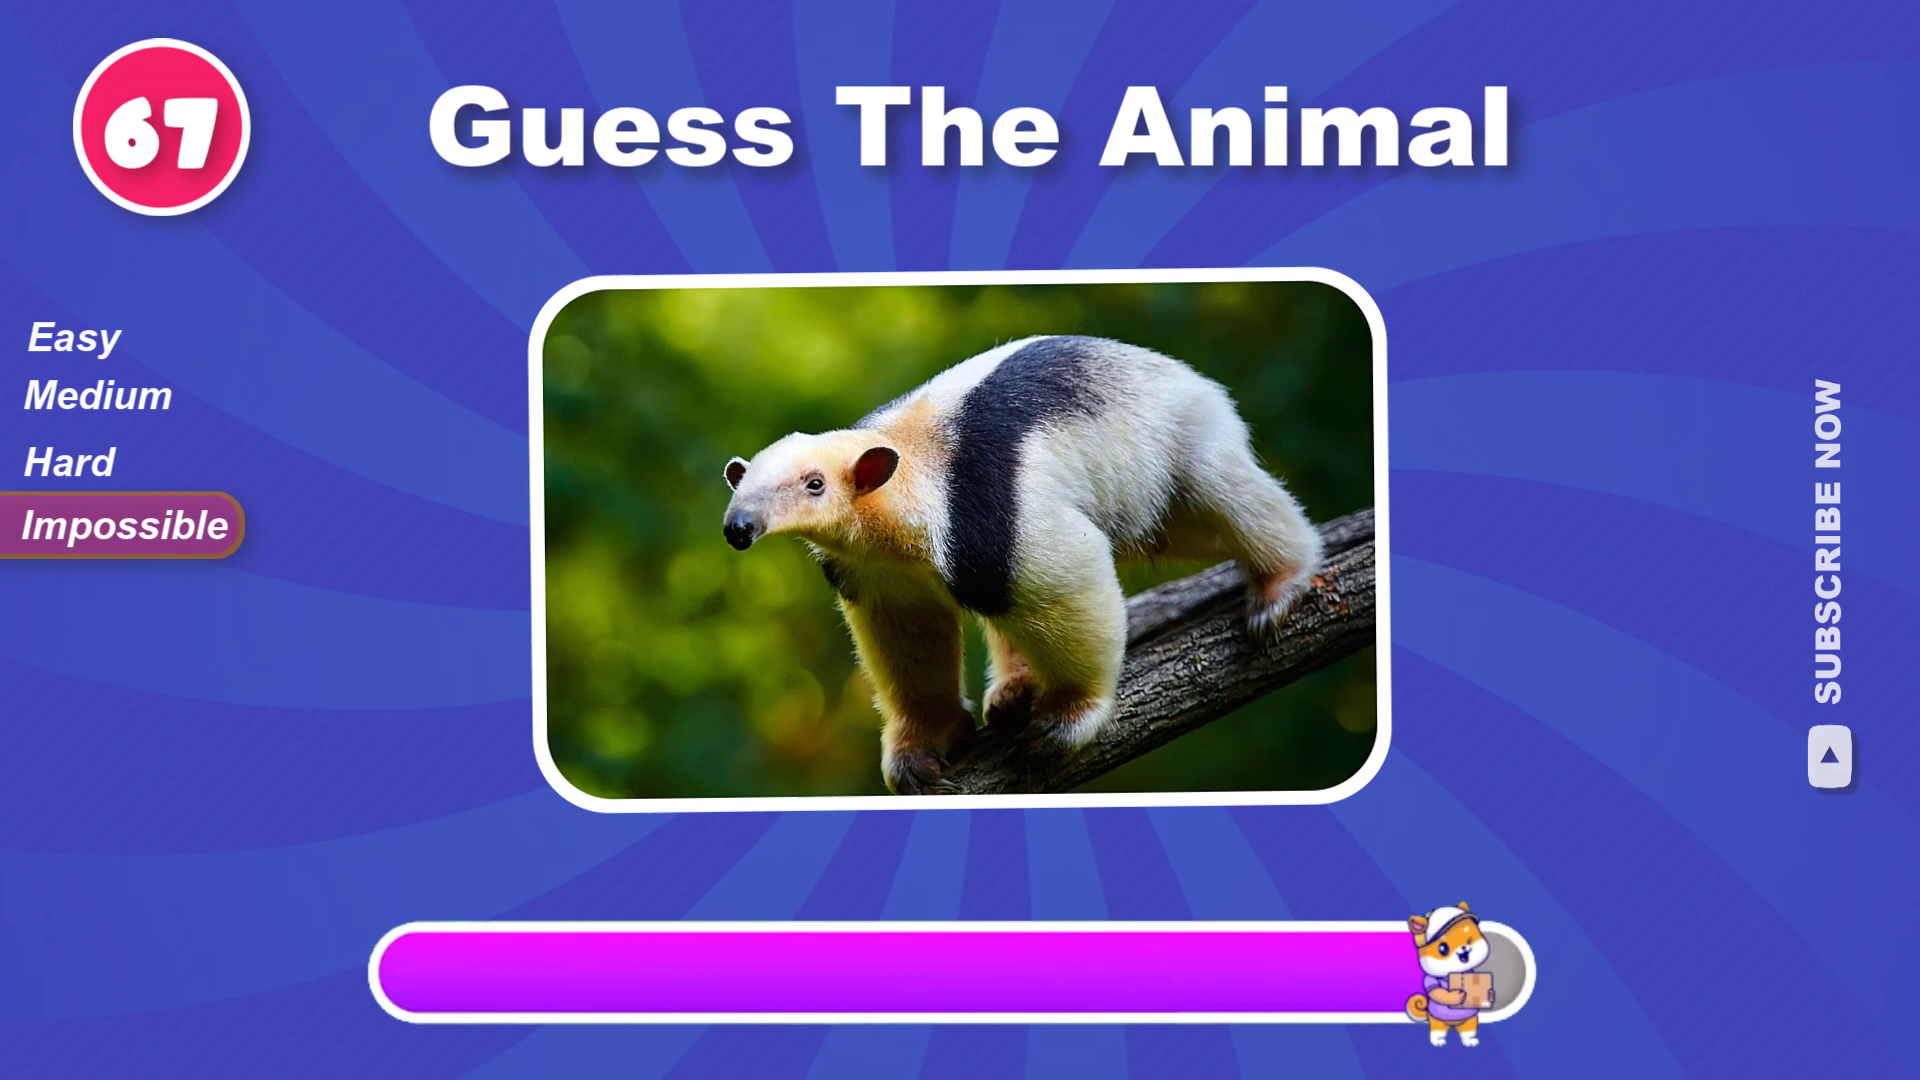 67
Guess The Animal
Easy
Medium
Hard
Impossible
SUBSCRIBE NOW